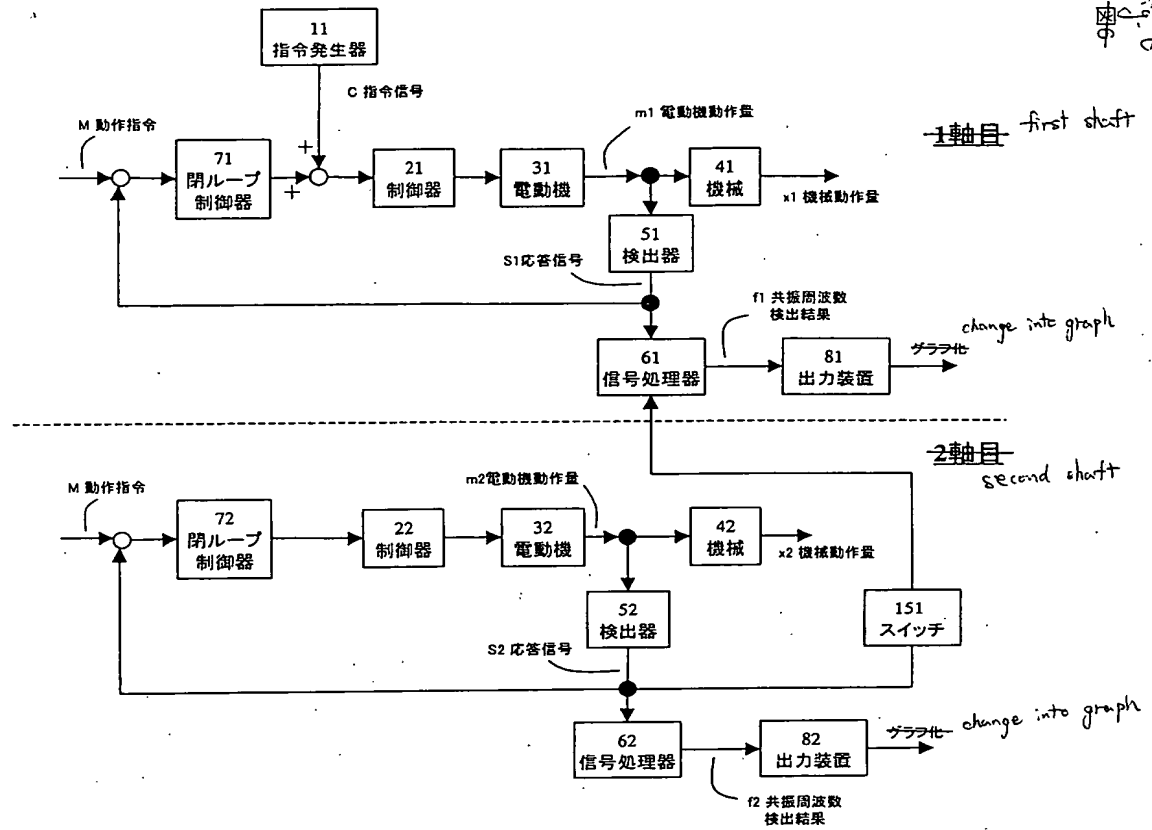 11
指令発生器
C 指令信号
M 動作指令
m1 電動機動作量
1軸目 first shaft
+
+
71
閉ループ
制御器
21
制御器
31
電動機
41
機械
x1 機械動作量
51
検出器
S1応答信号
f1 共振周波数
検出結果
change into graph
グラフ化
61
信号処理器
81
出力装置
2軸目
second shaft
M 動作指令
m2電動機動作量
72
閉ループ
制御器
22
制御器
32
電動機
42
機械
x2 機械動作量
52
検出器
151
スイッチ
S2 応答信号
グラフ化 change into graph
62
信号処理器
82
出力装置
f2 共振周波数
検出結果